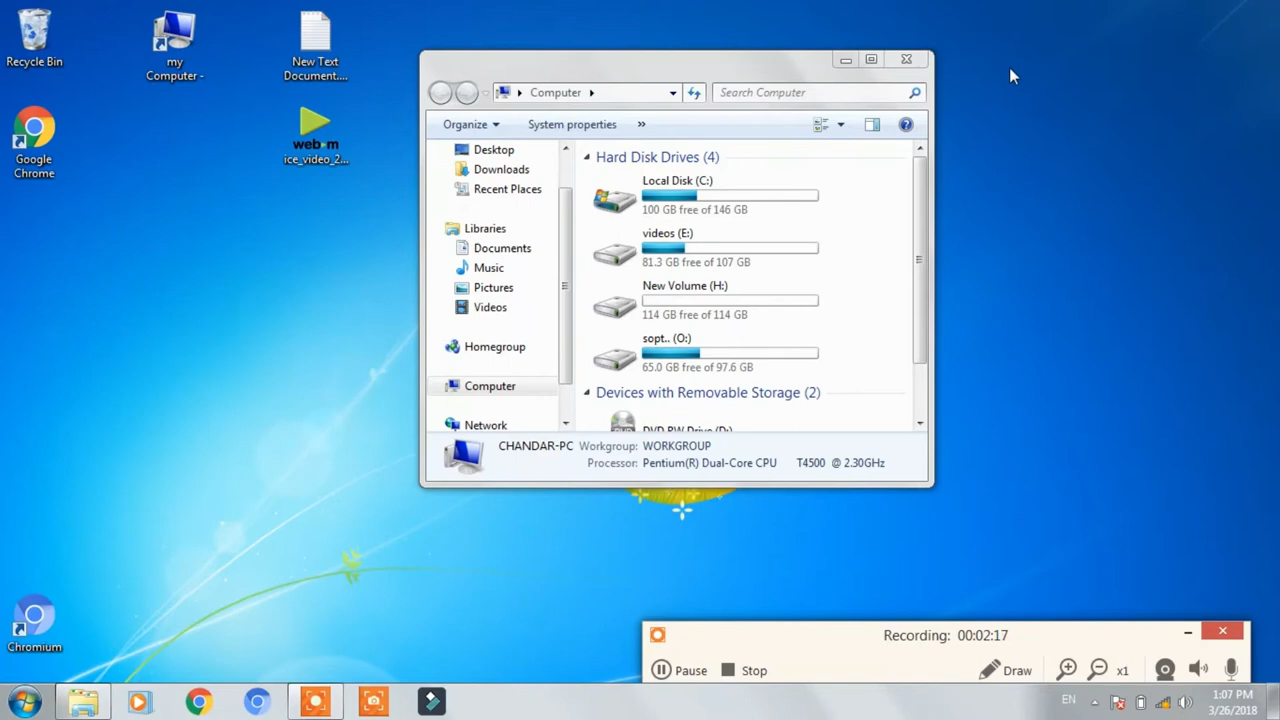 Recycle Bin
my
Computer -
New Text
Document....
Google
Chrome
web-m
ice_video_2...
Chromium
Computer
Search Computer
Organize
System properties
»
Desktop
Downloads
Recent Places
Libraries
Documents
Music
Pictures
Videos
Homegroup
Computer
Network
Hard Disk Drives (4)
Local Disk (C:)
100 GB free of 146 GB
videos (E:)
81.3 GB free of 107 GB
New Volume (H:)
114 GB free of 114 GB
sopt.. (O:)
65.0 GB free of 97.6 GB
Devices with Removable Storage (2)
DVD RW Drive (D:)
CHANDAR-PC Workgroup: WORKGROUP
Processor: Pentium(R) Dual-Core CPU T4500 @ 2.30GHz
Recording: 00:02:17
Pause
Stop
Draw
x1
EN
1:07 PM
3/26/2018